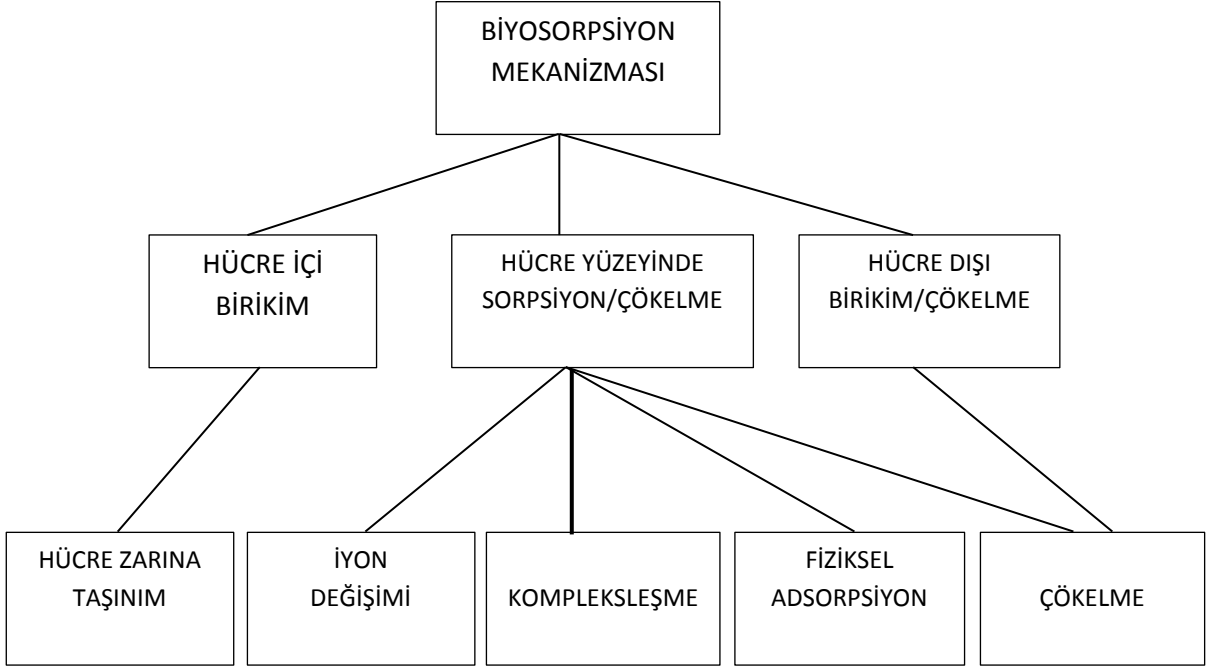 BİYOSORPSİYON
MEKANİZMASI
HÜCRE İÇİ
BİRİKİM
HÜCRE YÜZEYİNDE
SORPSİYON/ÇÖKELME
HÜCRE DIŞI
BİRİKİM/ÇÖKELME
HÜCRE ZARINA
TAŞINIM
İYON
DEĞİŞİMİ
KOMPLEKSLEŞME
FİZİKSEL
ADSORPSİYON
ÇÖKELME